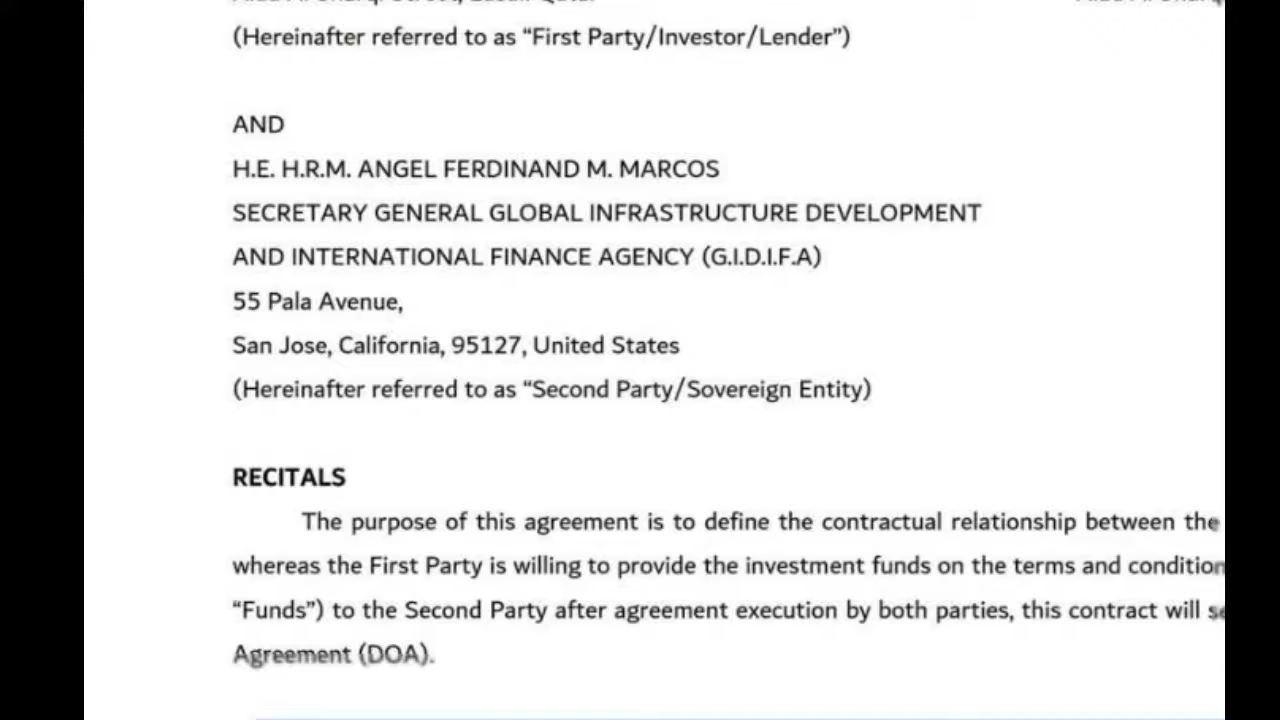 (Hereinafter referred to as “First Party/Investor/Lender”)
AND
H.E. H.R.M. ANGEL FERDINAND M. MARCOS
SECRETARY GENERAL GLOBAL INFRASTRUCTURE DEVELOPMENT
AND INTERNATIONAL FINANCE AGENCY (G.I.D.I.F.A)
55 Pala Avenue,
San Jose, California, 95127, United States
(Hereinafter referred to as “Second Party/Sovereign Entity)
RECITALS
The purpose of this agreement is to define the contractual relationship between the
whereas the First Party is willing to provide the investment funds on the terms and condition
“Funds”) to the Second Party after agreement execution by both parties, this contract will
Agreement (DOA).